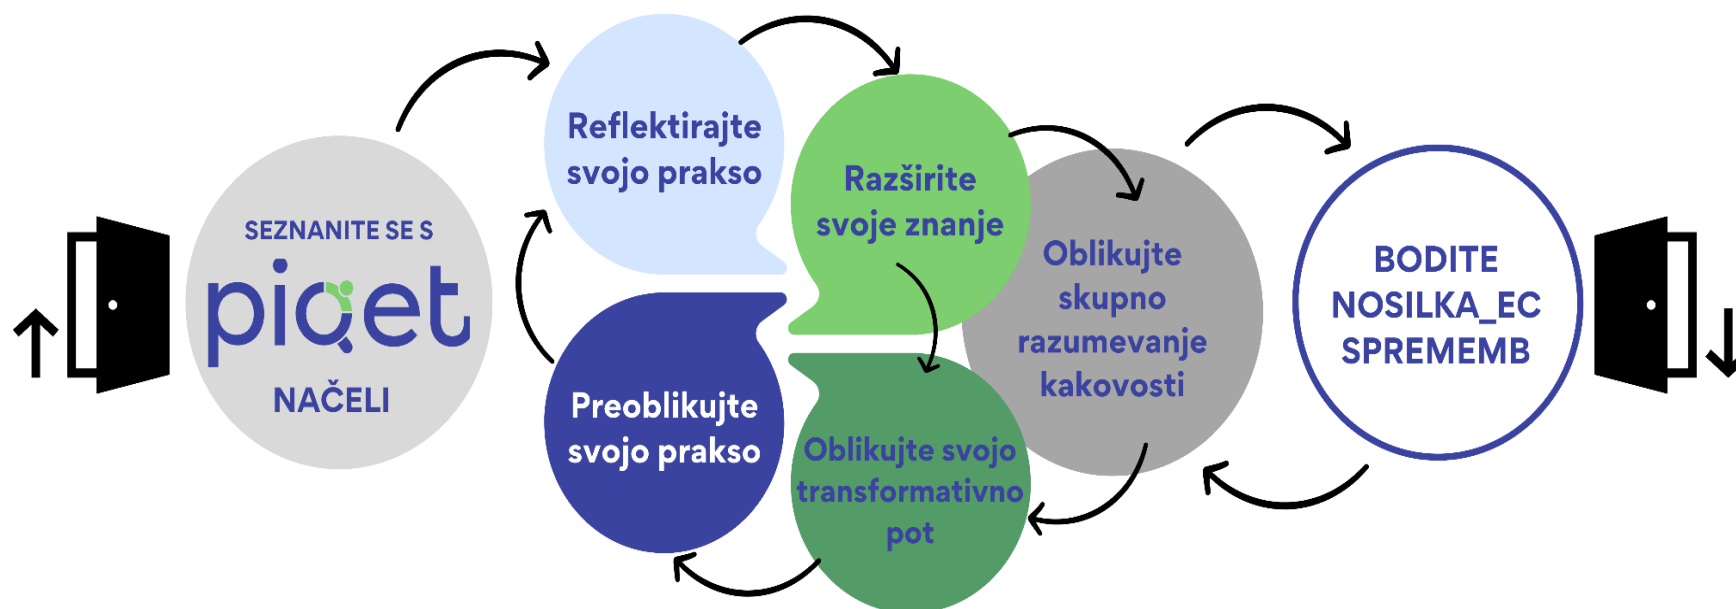 SEZNANITE SE S
piqet
NAČELI
Reflektirajte
svojo prakso
Razširite
svoje znanje
Oblikujte
skupno
razumevanje
kakovosti
Oblikujte svojo
transformativno
pot
Preoblikujte
svojo prakso
BODITE
NOSILKA_EC
SPREMEMB